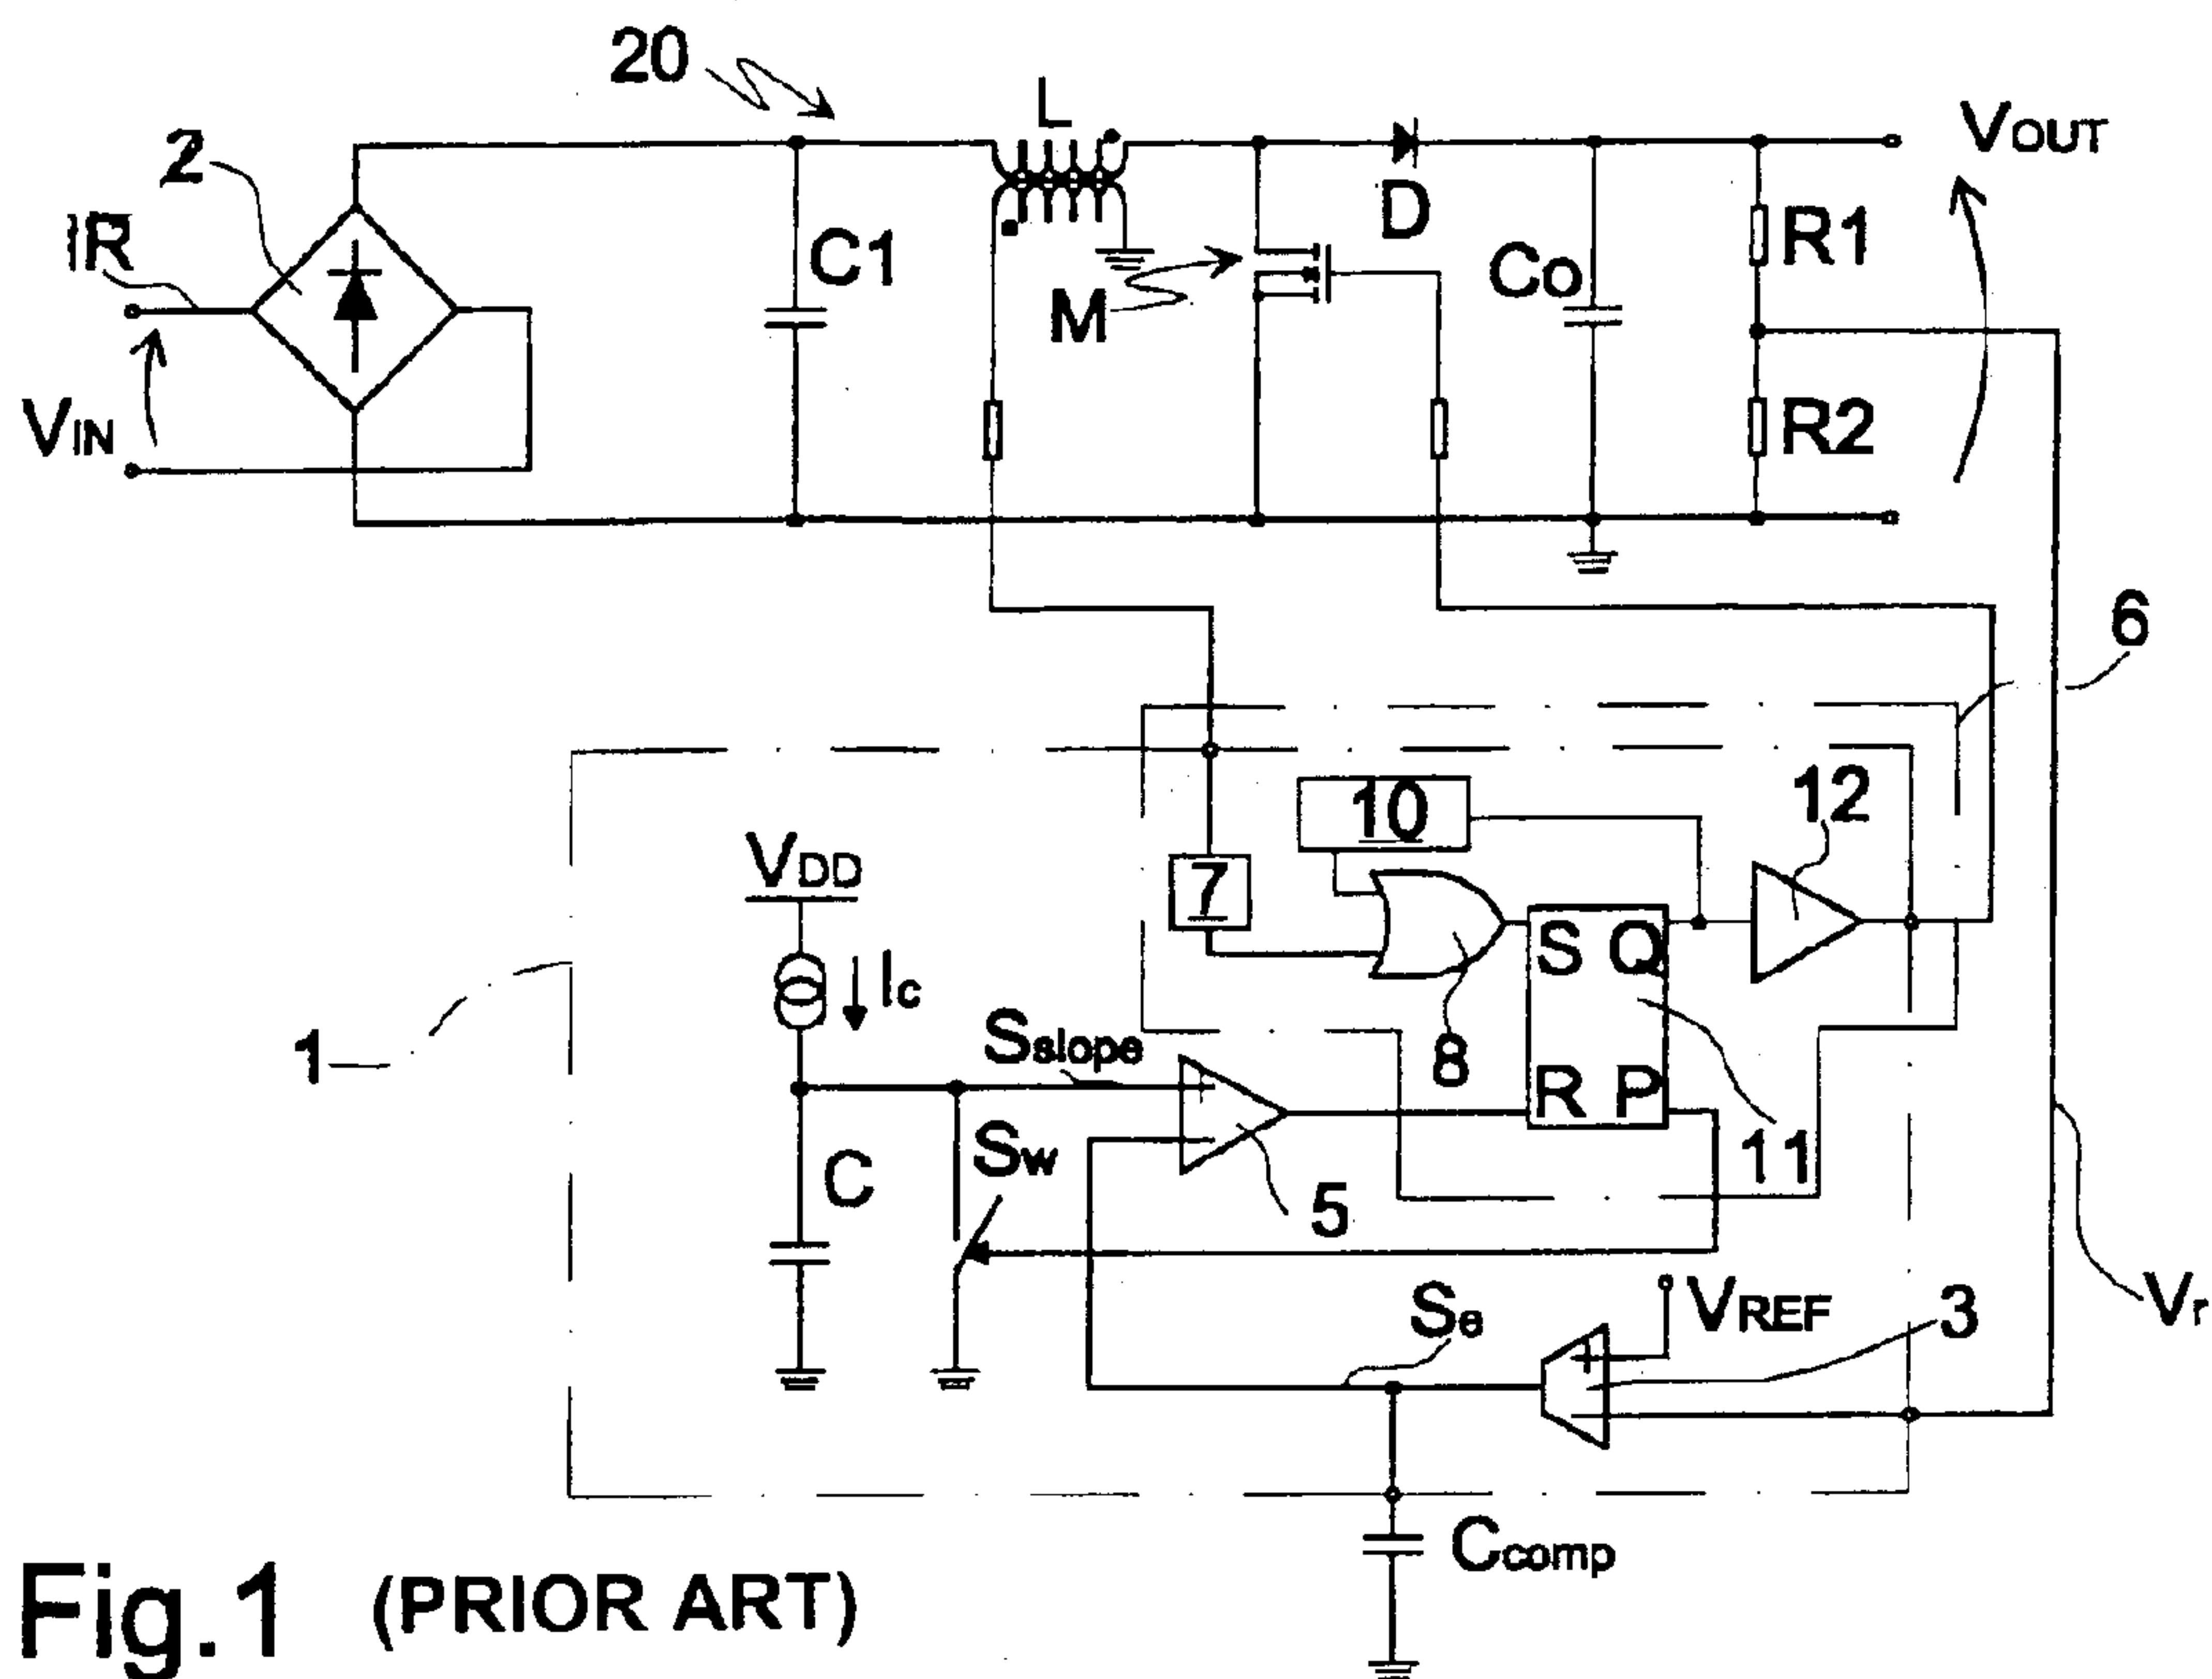 20
L
VOUT
2
IR
C1
D
R1
Co
M
VIN
R2
6
10
12
VDD
7
Ic
S Q
1
Sslope
8
R P
Sw
11
C
5
Se
VREF
3
Vr
Ccomp
Fig.1 (PRIOR ART)